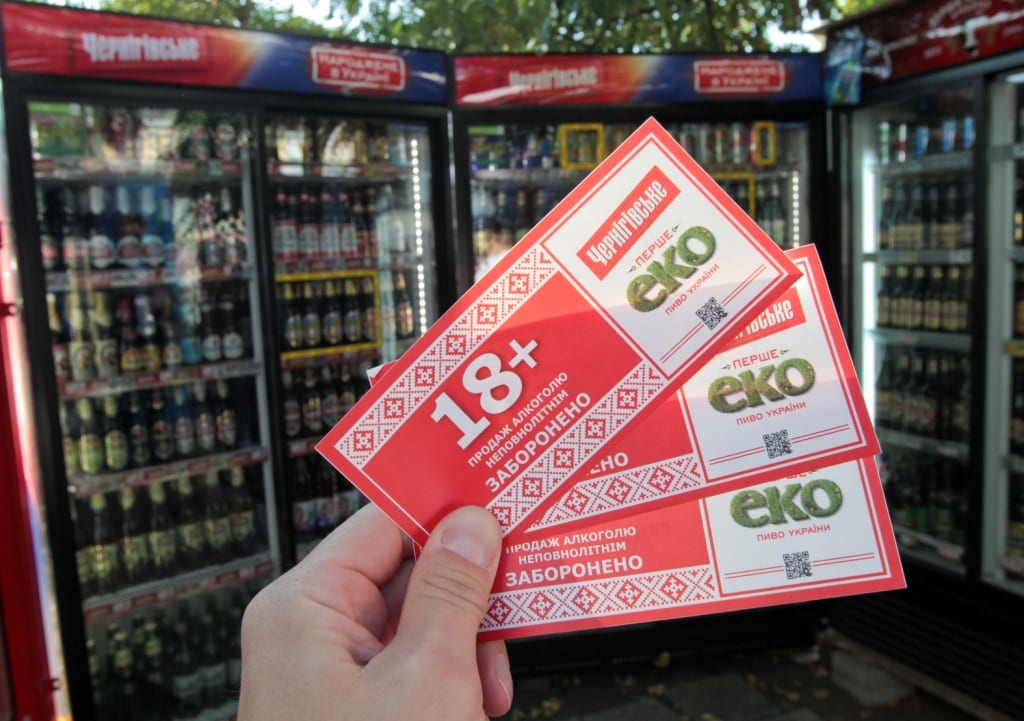 Чернігівське
НАРОДЖЕНЕ
В УКРАЇНІ
Чернігівське
НАРОДЖЕНЕ
В УКРАЇНІ
18+
ПРОДАЖ АЛКОГОЛЮ
НЕПОВНОЛІТНІМ
ЗАБОРОНЕНО
Чернігівське
ПЕРШЕ
еко
ПИВО УКРАЇНИ
ПЕРШЕ
еко
ПИВО УКРАЇНИ
ПРОДАЖ АЛКОГОЛЮ
НЕПОВНОЛІТНІМ
ЗАБОРОНЕНО
еко
ПИВО УКРАЇНИ